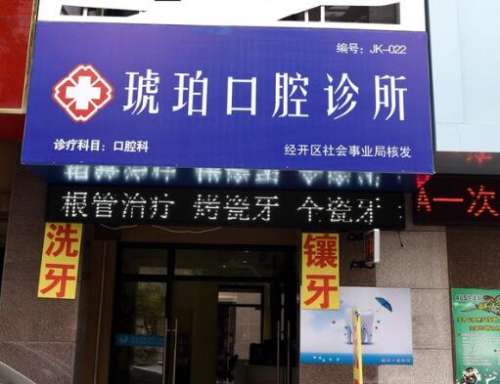 编号：JK-022
琥珀口腔诊所
诊疗科目：口腔科
经开区社会事业局核发
根管治疗 烤瓷牙 全瓷牙
A一次
洗牙
镶牙